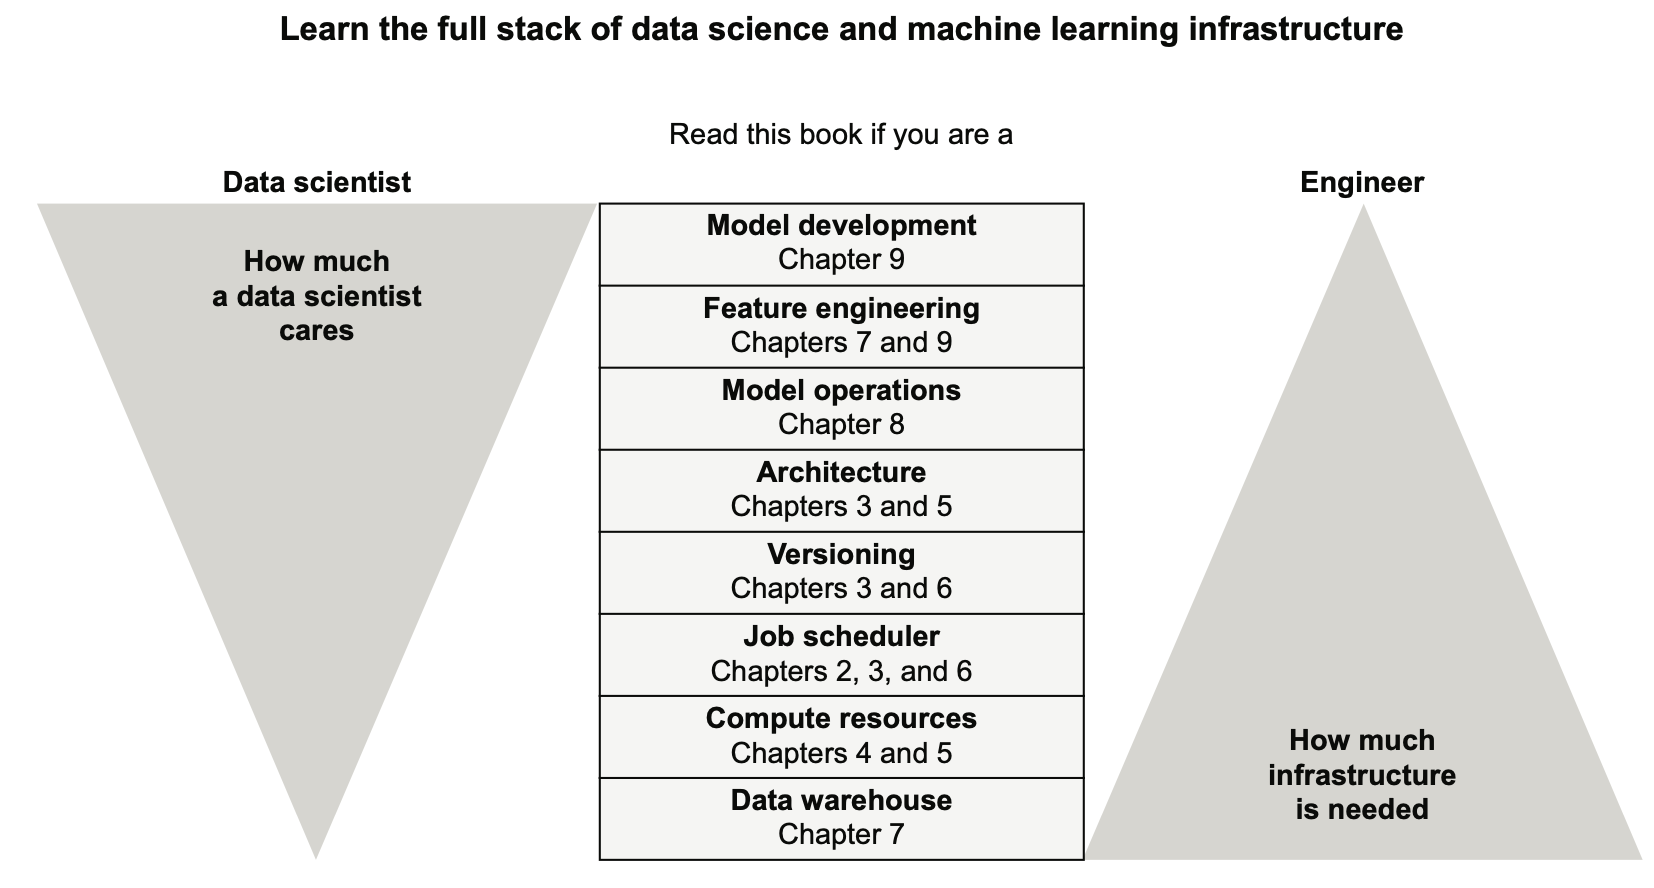 Learn the full stack of data science and machine learning infrastructure
Read this book if you are a
Data scientist
Engineer
How much
a data scientist
cares
Model development
Chapter 9
Feature engineering
Chapters 7 and 9
Model operations
Chapter 8
Architecture
Chapters 3 and 5
Versioning
Chapters 3 and 6
Job scheduler
Chapters 2, 3, and 6
Compute resources
Chapters 4 and 5
Data warehouse
Chapter 7
How much
infrastructure
is needed